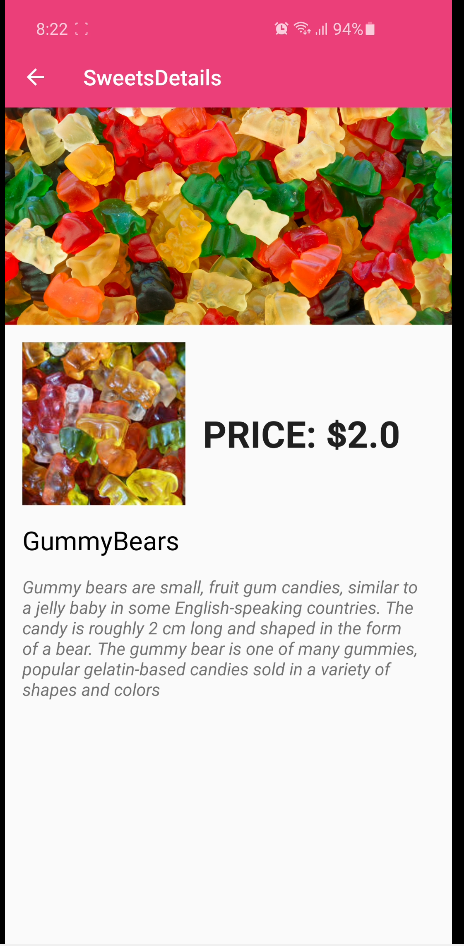 8:22 94%
SweetsDetails
PRICE: $2.0
GummyBears
Gummy bears are small, fruit gum candies, similar to
a jelly baby in some English-speaking countries. The
candy is roughly 2 cm long and shaped in the form
of a bear. The gummy bear is one of many gummies,
popular gelatin-based candies sold in a variety of
shapes and colors